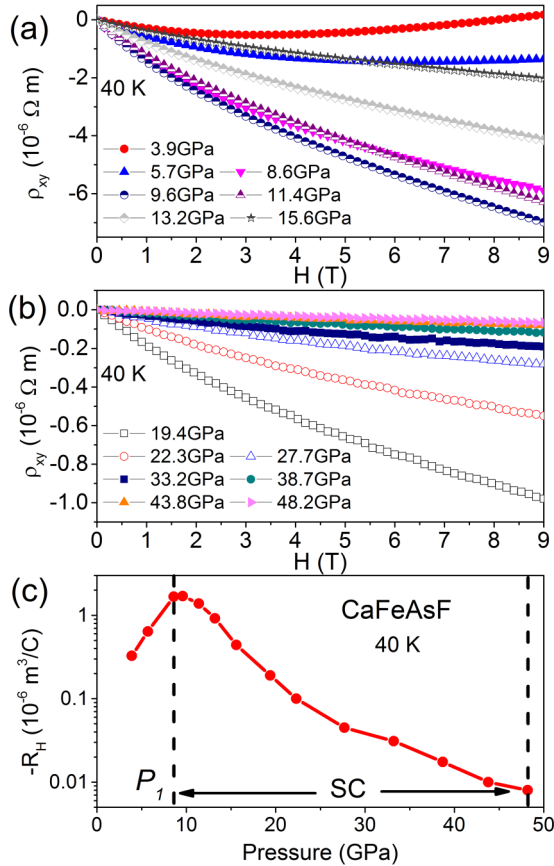 (a)
0
-2
-4
-6
ρxy (10⁻⁶ Ω m)
40 K
3.9GPa
5.7GPa 8.6GPa
9.6GPa 11.4GPa
13.2GPa 15.6GPa
0 1 2 3 4 5 6 7 8 9
H (T)
(b)
0.0
-0.2
-0.4
-0.6
-0.8
-1.0
ρxy (10⁻⁶ Ω m)
40 K
19.4GPa
22.3GPa 27.7GPa
33.2GPa 38.7GPa
43.8GPa 48.2GPa
0 1 2 3 4 5 6 7 8 9
H (T)
(c)
CaFeAsF
40 K
1
0.1
0.01
-RH (10⁻⁶ m³/C)
P1 SC
0 10 20 30 40 50
Pressure (GPa)